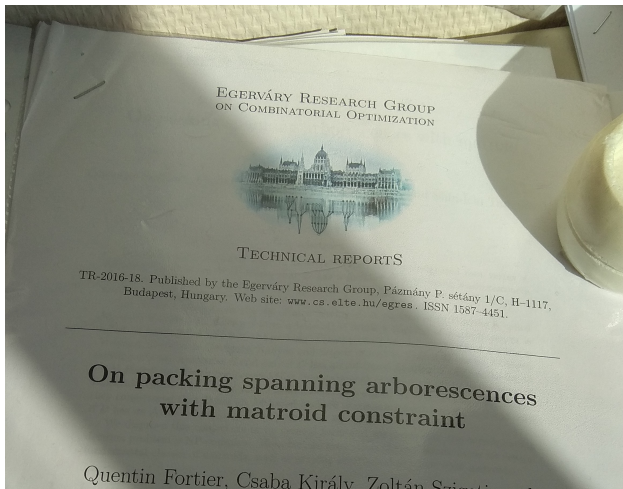 Egerváry Research Group
on Combinatorial Optimization
Technical reportS
TR-2016-18. Published by the Egerváry Research Group, Pázmány P. sétány 1/C, H–1117,
Budapest, Hungary. Web site: www.cs.elte.hu/egres. ISSN 1587–4451.
On packing spanning arborescences
with matroid constraint
Quentin Fortier, Csaba Király, Zoltán